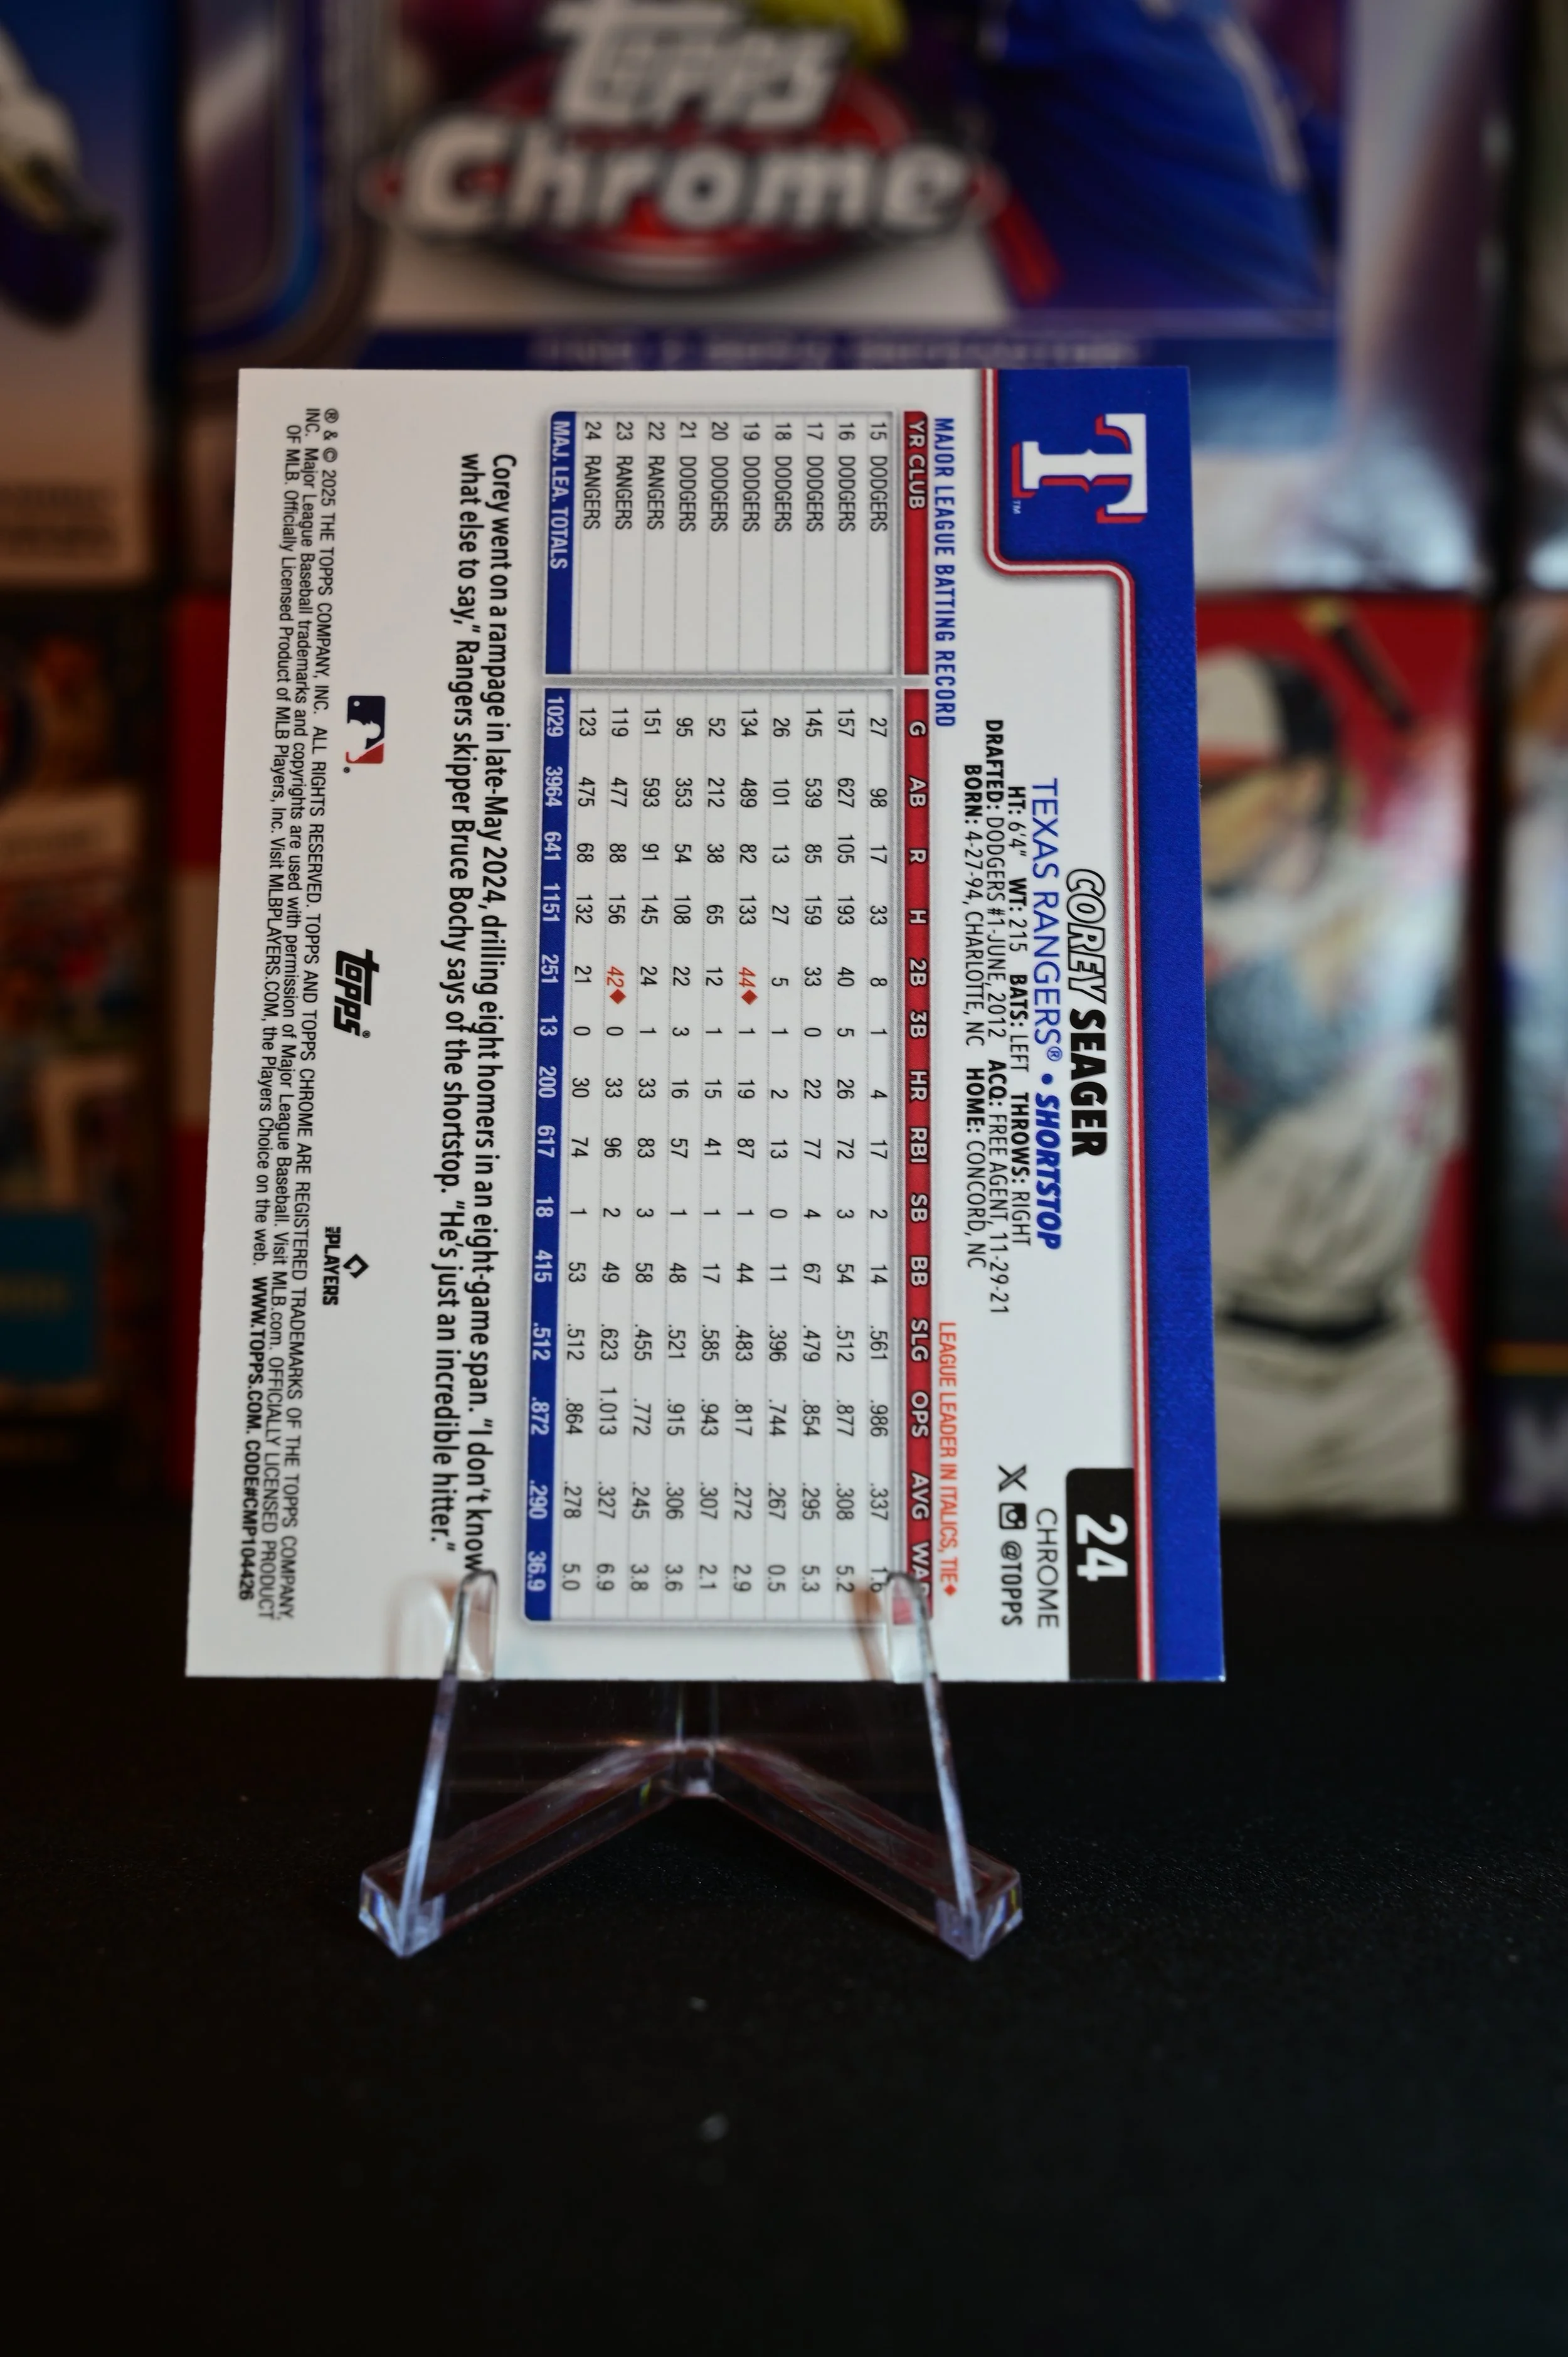 Topps
Chrome
24
CHROME
COREY SEAGER
TEXAS RANGERS® • SHORTSTOP
HT: 6'4" WT: 215 BATS: LEFT THROWS: RIGHT
DRAFTED: DODGERS #1-JUNE, 2012 ACQ: FREE AGENT, 11-29-21
BORN: 4-27-94, CHARLOTTE, NC HOME: CONCORD, NC
@TOPPS
T™
MAJOR LEAGUE BATTING RECORD LEAGUE LEADER IN ITALICS, TIE♦
YR CLUB G AB R H 2B 3B HR RBI SB BB SLG OPS AVG WAR
15 DODGERS 27 98 17 33 8 1 4 17 2 14 .561 .986 .337 1.6
16 DODGERS 157 627 105 193 40 5 26 72 3 54 .512 .877 .308 5.2
17 DODGERS 145 539 85 159 33 0 22 77 4 67 .479 .854 .295 5.3
18 DODGERS 26 101 13 27 5 1 2 13 0 11 .396 .744 .267 0.5
19 DODGERS 134 489 82 133 44♦ 1 19 87 1 44 .483 .817 .272 2.9
20 DODGERS 52 212 38 65 12 1 15 41 1 17 .585 .943 .307 2.1
21 DODGERS 95 353 54 108 22 3 16 57 1 48 .521 .915 .306 3.6
22 RANGERS 151 593 91 145 24 1 33 83 3 58 .455 .772 .245 3.8
23 RANGERS 119 477 88 156 42♦ 0 33 96 2 49 .623 1.013 .327 6.9
24 RANGERS 123 475 68 132 21 0 30 74 1 53 .512 .864 .278 5.0
MAJ. LEA. TOTALS 1029 3964 641 1151 251 13 200 617 18 415 .512 .872 .290 36.9
Corey went on a rampage in late-May 2024, drilling eight homers in an eight-game span. "I don't know
what else to say," Rangers skipper Bruce Bochy says of the shortstop. "He's just an incredible hitter."
topps®
MLB PLAYERS
® & © 2025 THE TOPPS COMPANY, INC. ALL RIGHTS RESERVED. TOPPS AND TOPPS CHROME ARE REGISTERED TRADEMARKS OF THE TOPPS COMPANY,
INC. Major League Baseball trademarks and copyrights are used with permission of Major League Baseball. Visit MLB.com. OFFICIALLY LICENSED PRODUCT
OF MLB. Officially Licensed Product of MLB Players, Inc. Visit MLBPLAYERS.COM, the Players Choice on the web. WWW.TOPPS.COM. CODE#CMP104426